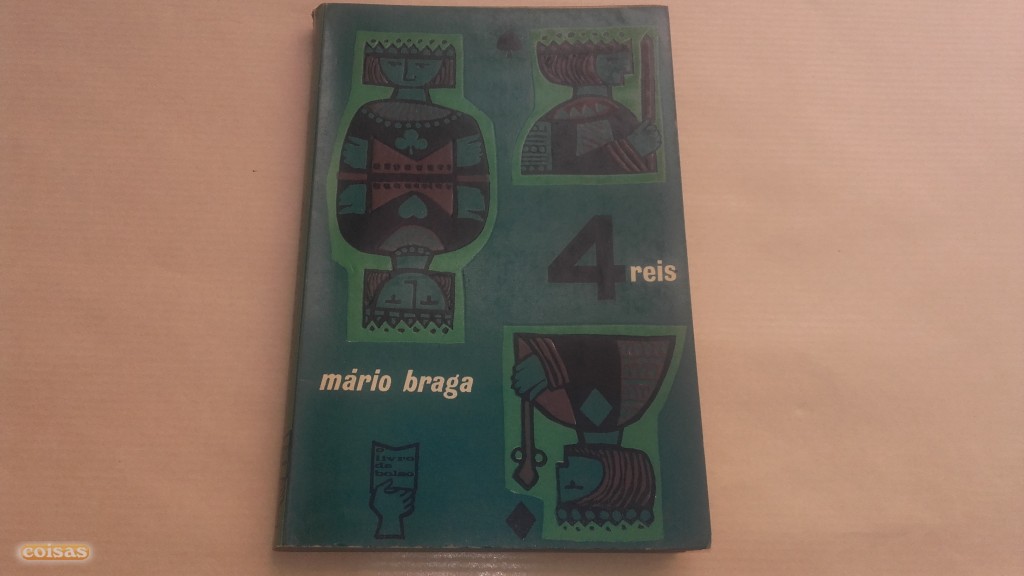 4 reis
mário braga
o
livro
de
bolso
coisas